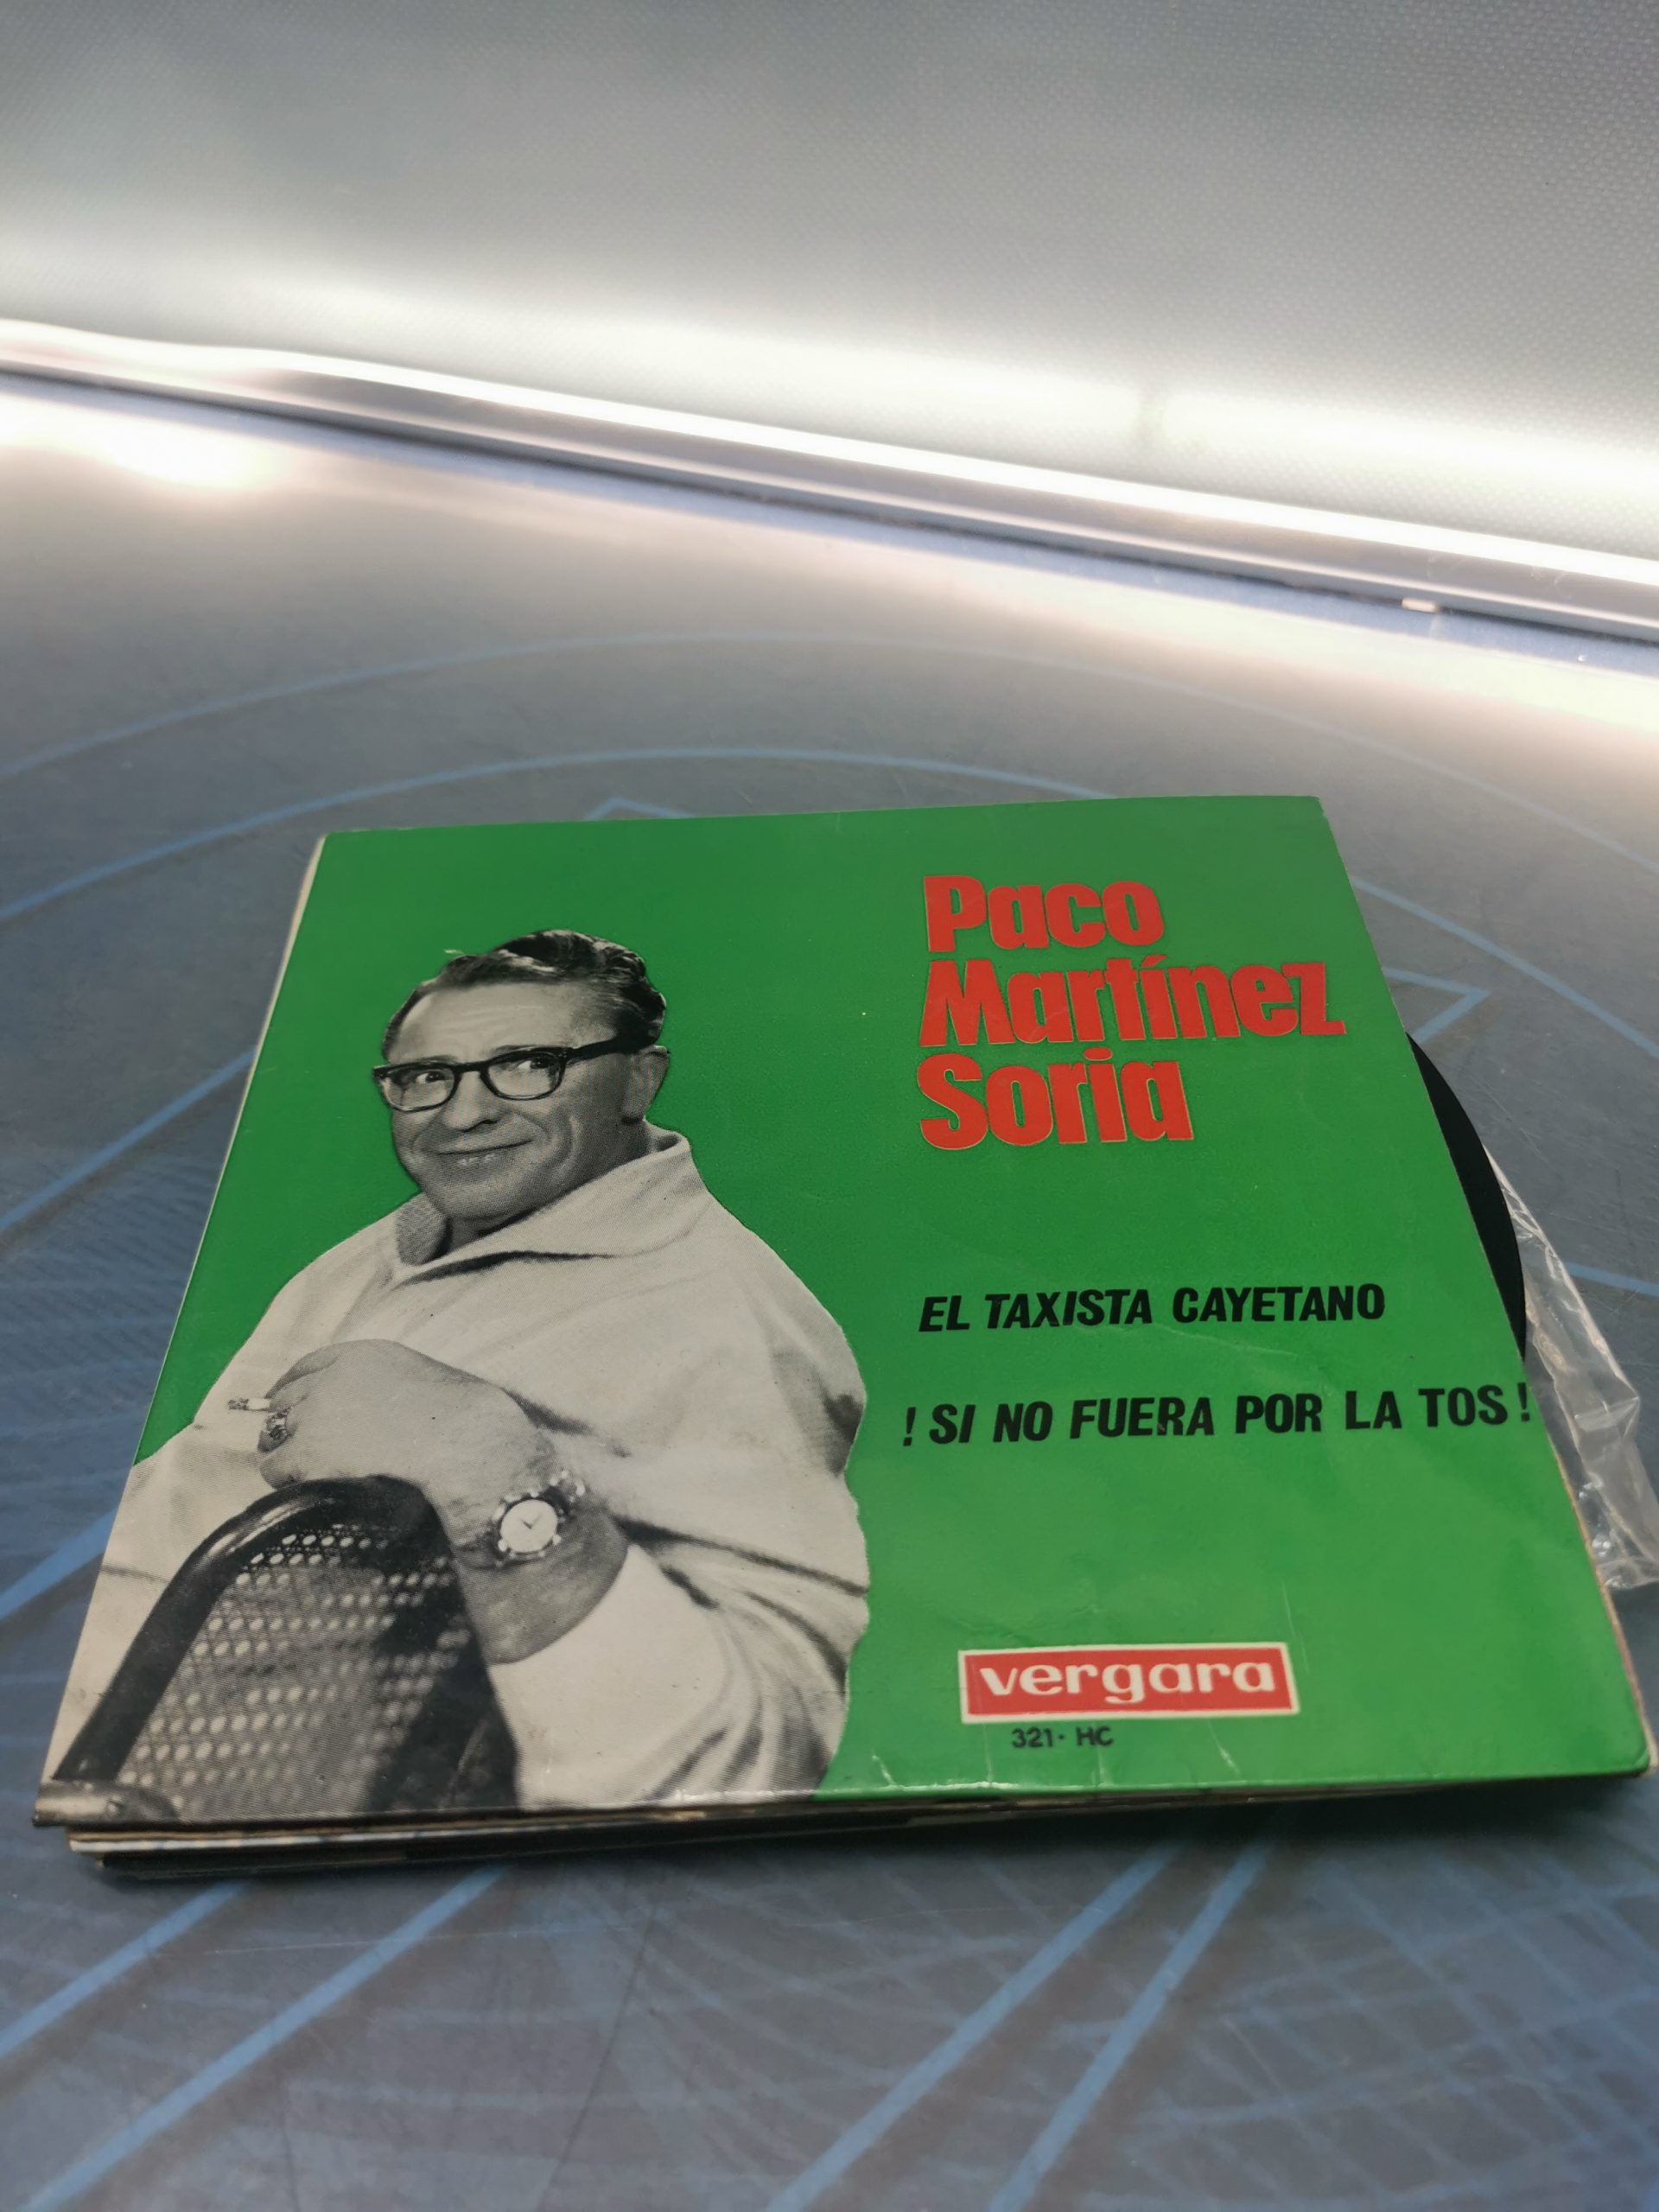 Paco
Martínez
Soria
EL TAXISTA CAYETANO
! SI NO FUERA POR LA TOS !
vergara
321- HC